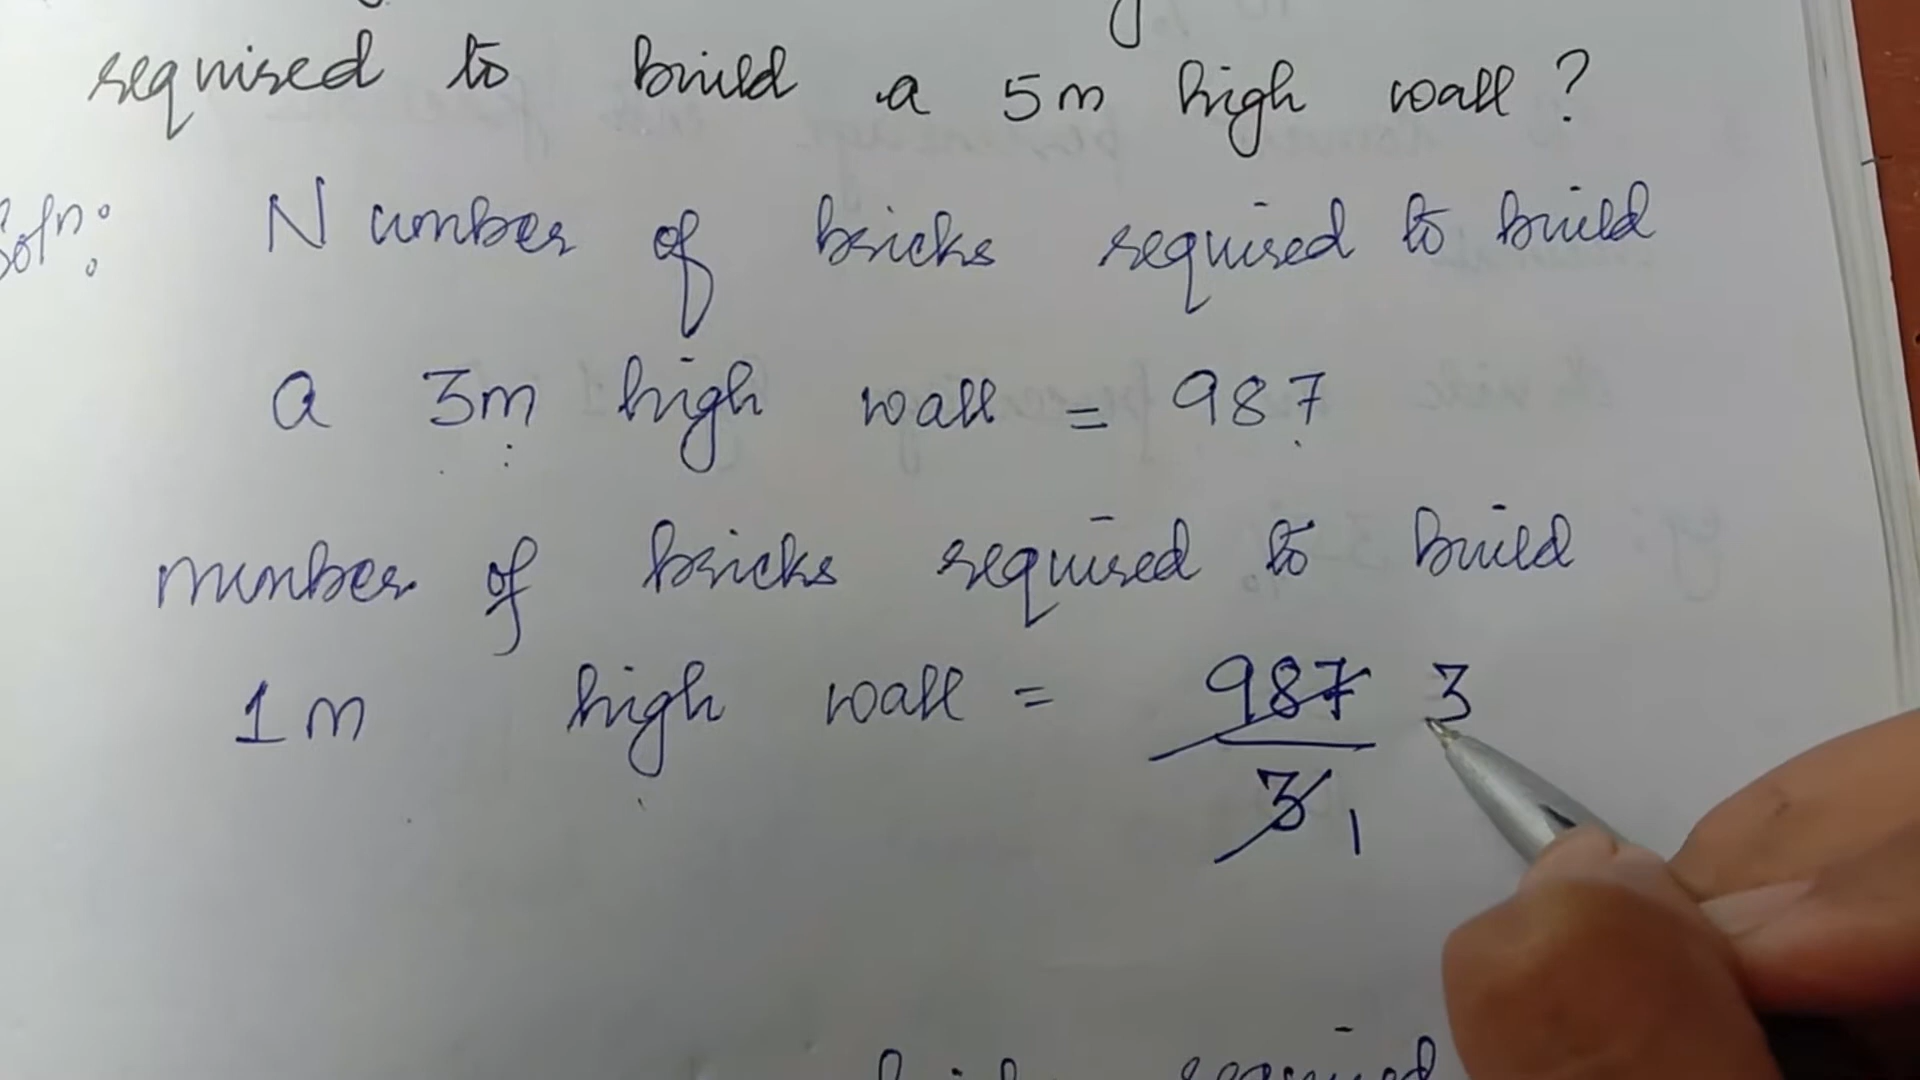 required to build a 5m high wall ?
Soln: Number of bricks required to build
a 3m high wall = 987
number of bricks required to build
1m high wall = 987 3
3 1
required